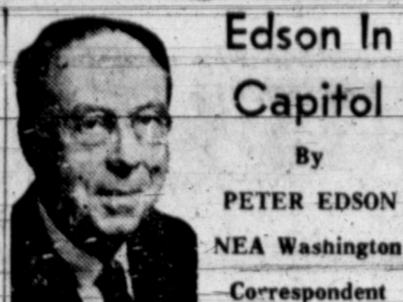 Edson In
Capitol
By
PETER EDSON
NEA Washington
Correspondent